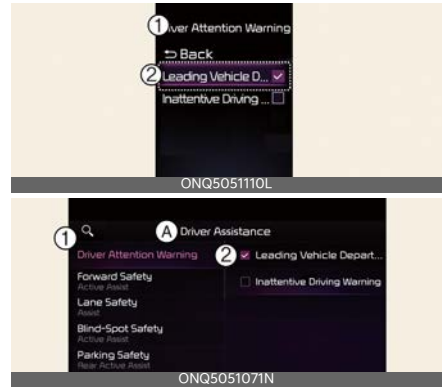 1 iver Attention Warning
Back
2 Leading Vehicle D...
Inattentive Driving ...
ONQ5051110L
A Driver Assistance
1
Driver Attention Warning
2 Leading Vehicle Depart...
Inattentive Driving Warning
Forward Safety
Active Assist
Lane Safety
Assist
Blind-Spot Safety
Active Assist
Parking Safety
Rear Active Assist
ONQ5051071N